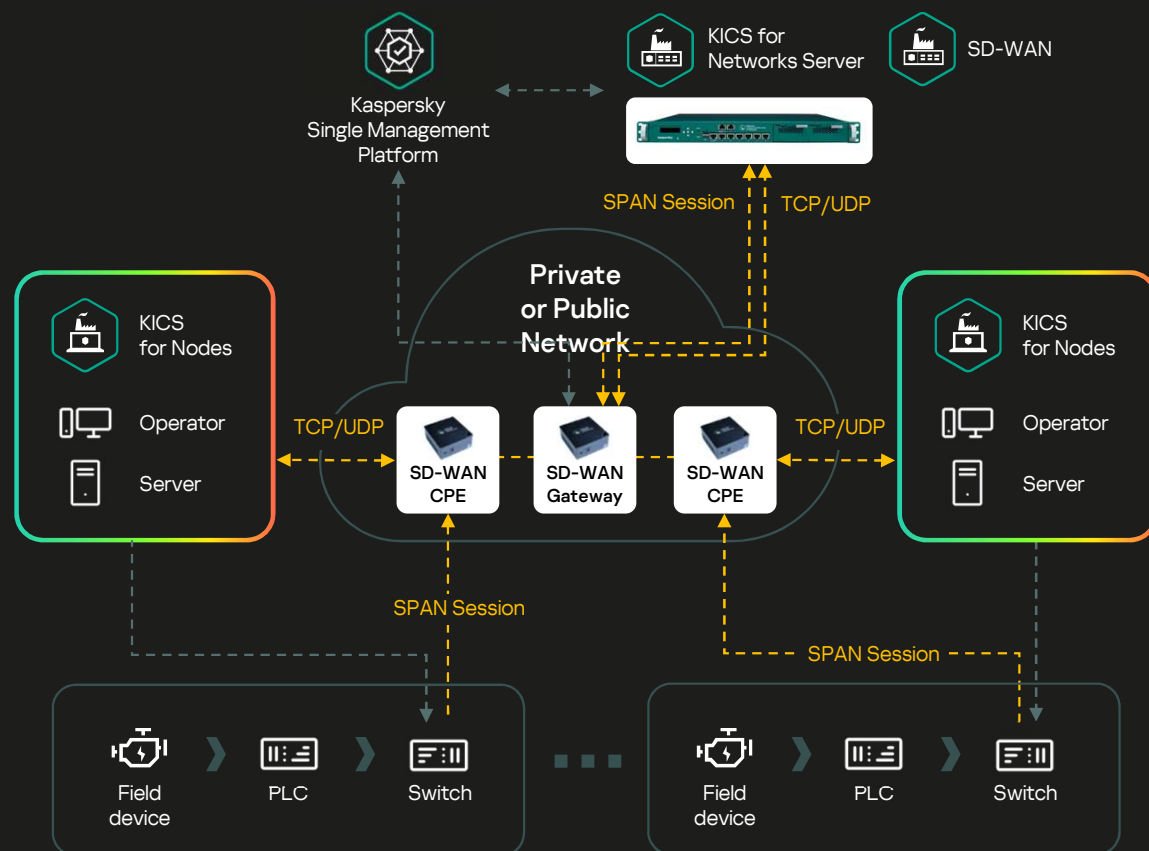 Kaspersky
Single Management
Platform
KICS for
Networks Server
SD-WAN
SPAN Session
TCP/UDP
Private
or Public
Network
KICS
for Nodes
Operator
Server
TCP/UDP
SD-WAN
CPE
SD-WAN
Gateway
SD-WAN
CPE
TCP/UDP
KICS
for Nodes
Operator
Server
SPAN Session
SPAN Session
Field
device
PLC
Switch
Field
device
PLC
Switch